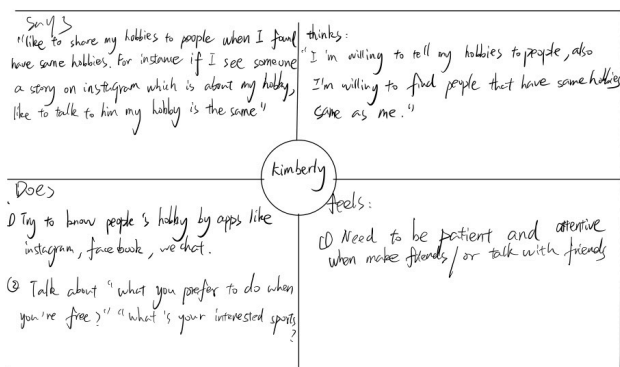 Says
"like to share my hobbies to people when I found
have same hobbies. For instance if I see someone
a story on instagram which is about my hobby,
like to talk to him my hobby is the same"
thinks:
"I'm willing to tell my hobbies to people, also
I'm willing to find people that have same hobbies
same as me."
kimberly
Does
① Try to know people's hobby by apps like
instagram, facebook, wechat.
② Talk about "what you prefer to do when
you're free?" "what's your interested sports
?
feels:
① Need to be patient and attentive
when make friends/or talk with friends